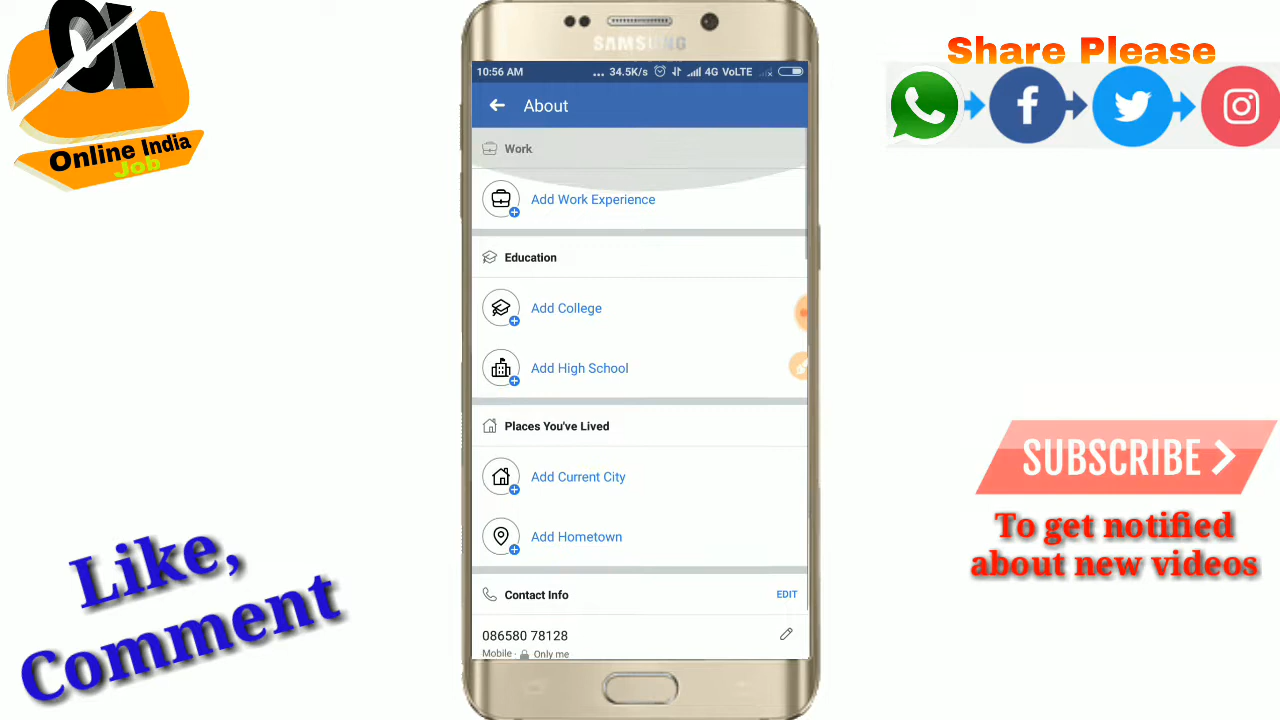 OI
Online India
Job
Like,
Comment
SAMSUNG
10:56 AM ... 34.5K/s 4G VoLTE
About
Work
Add Work Experience
Education
Add College
Add High School
Places You've Lived
Add Current City
Add Hometown
Contact Info EDIT
086580 78128
Mobile · Only me
Share Please
SUBSCRIBE
To get notified
about new videos